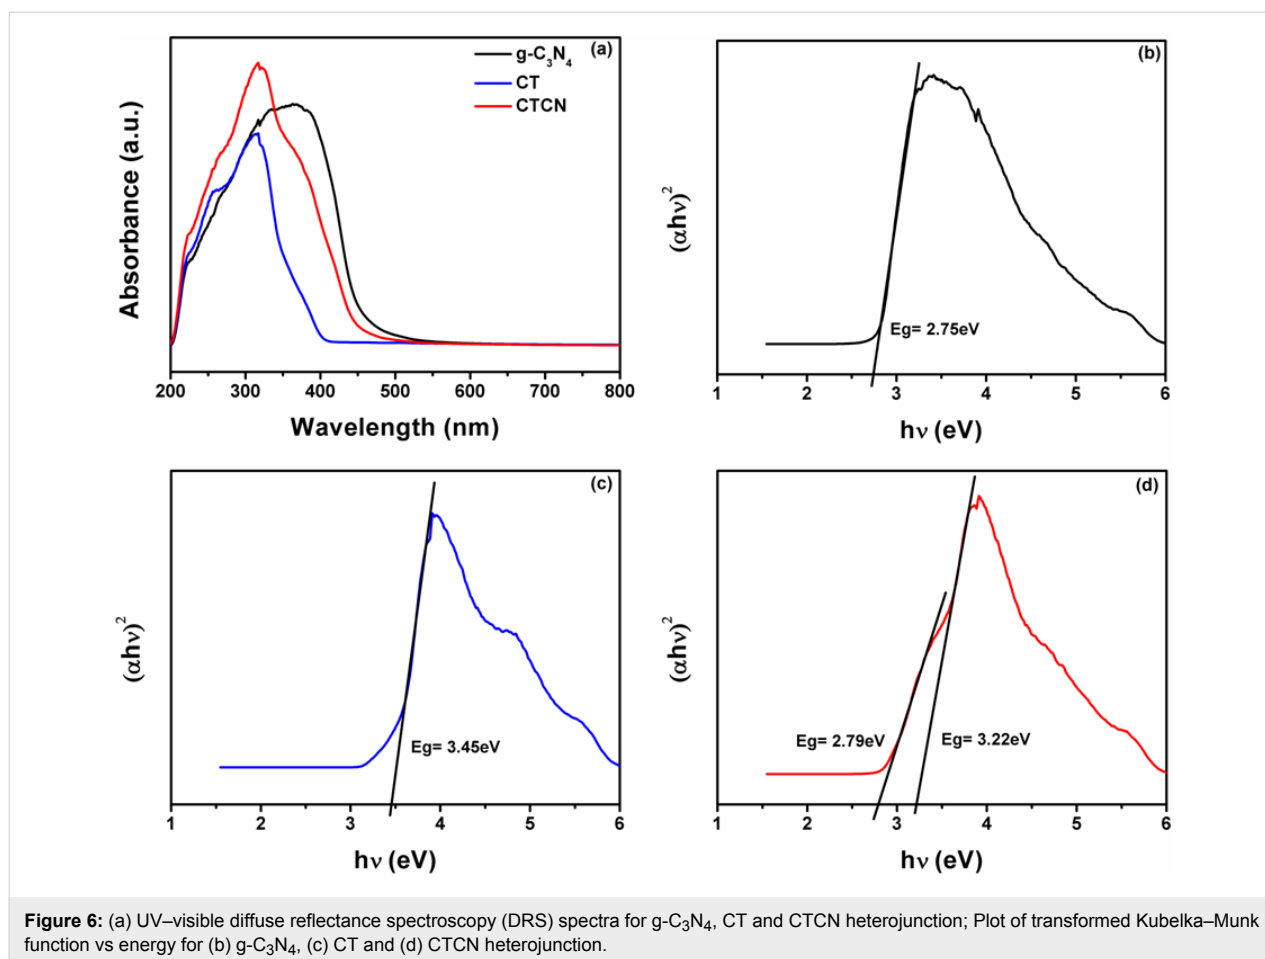 (a)
g-C3N4
CT
CTCN
Absorbance (a.u.)
200 300 400 500 600 700 800
Wavelength (nm)
(b)
(αhν)2
Eg= 2.75eV
1 2 3 4 5 6
hν (eV)
(c)
(αhν)2
Eg= 3.45eV
1 2 3 4 5 6
hν (eV)
(d)
(αhν)2
Eg= 2.79eV
Eg= 3.22eV
1 2 3 4 5 6
hν (eV)
Figure 6: (a) UV–visible diffuse reflectance spectroscopy (DRS) spectra for g-C3N4, CT and CTCN heterojunction; Plot of transformed Kubelka–Munk
function vs energy for (b) g-C3N4, (c) CT and (d) CTCN heterojunction.